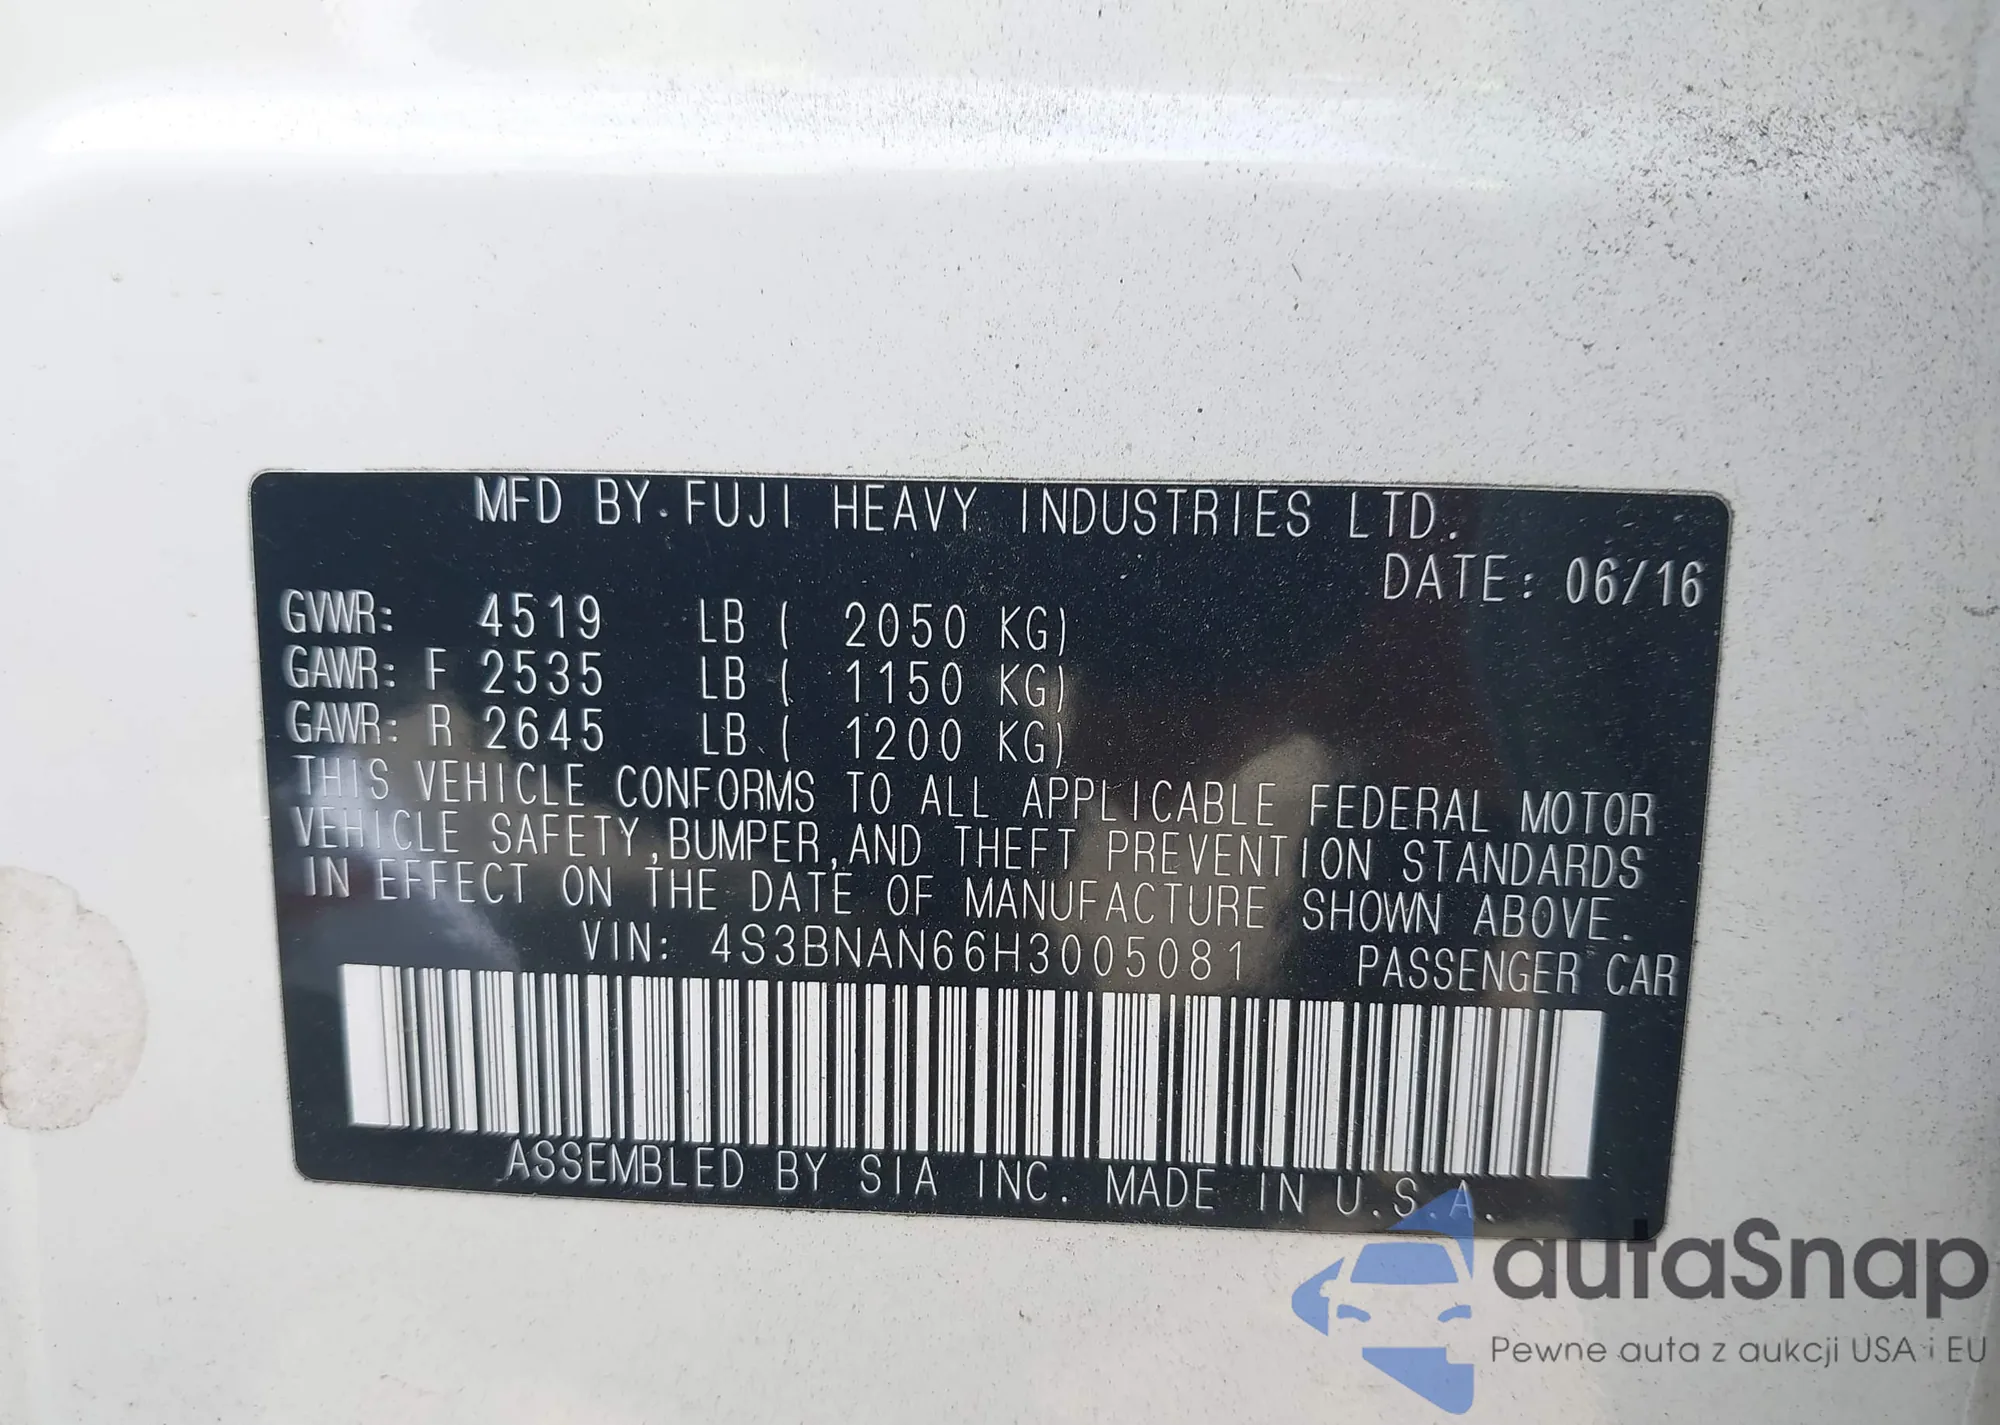 MFD BY FUJI HEAVY INDUSTRIES LTD.
DATE: 06/16
GVWR: 4519 LB ( 2050 KG)
GAWR: F 2535 LB ( 1150 KG)
GAWR: R 2645 LB ( 1200 KG)
THIS VEHICLE CONFORMS TO ALL APPLICABLE FEDERAL MOTOR
VEHICLE SAFETY,BUMPER,AND THEFT PREVENTION STANDARDS
IN EFFECT ON THE DATE OF MANUFACTURE SHOWN ABOVE.
VIN: 4S3BNAN66H3005081 PASSENGER CAR
ASSEMBLED BY SIA INC. MADE IN U.S.A.
autaSnap
Pewne auta z aukcji USA i EU